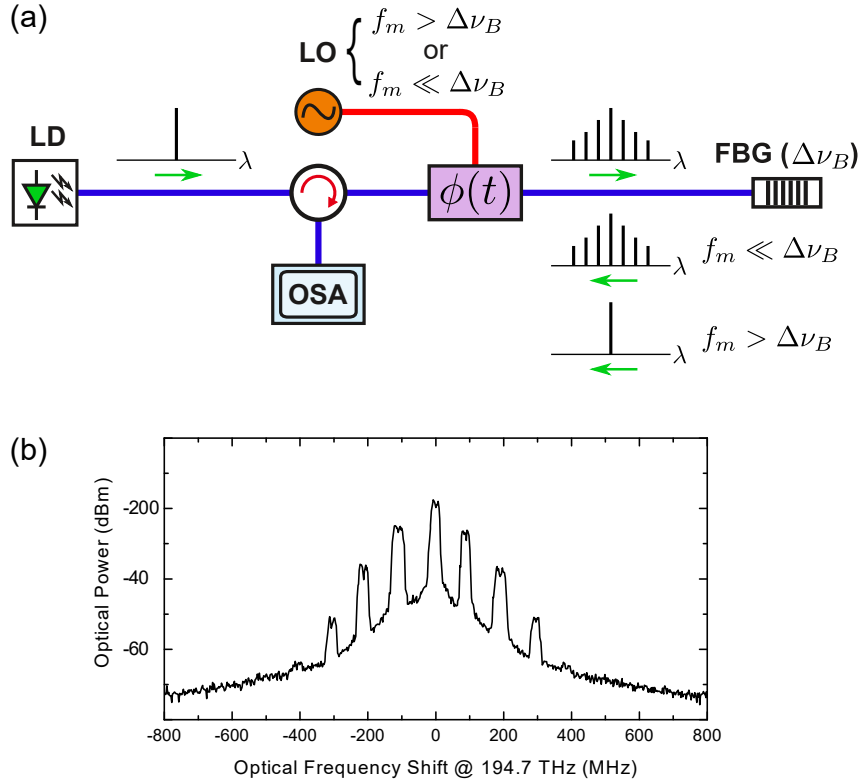 (a)
LO
f_m > Δν_B
or
f_m ≪ Δν_B
LD
λ
λ
FBG (Δν_B)
ϕ(t)
OSA
λ
f_m ≪ Δν_B
λ
f_m > Δν_B
(b)
Optical Power (dBm)
-200
-40
-60
-800
-600
-400
-200
0
200
400
600
800
Optical Frequency Shift @ 194.7 THz (MHz)